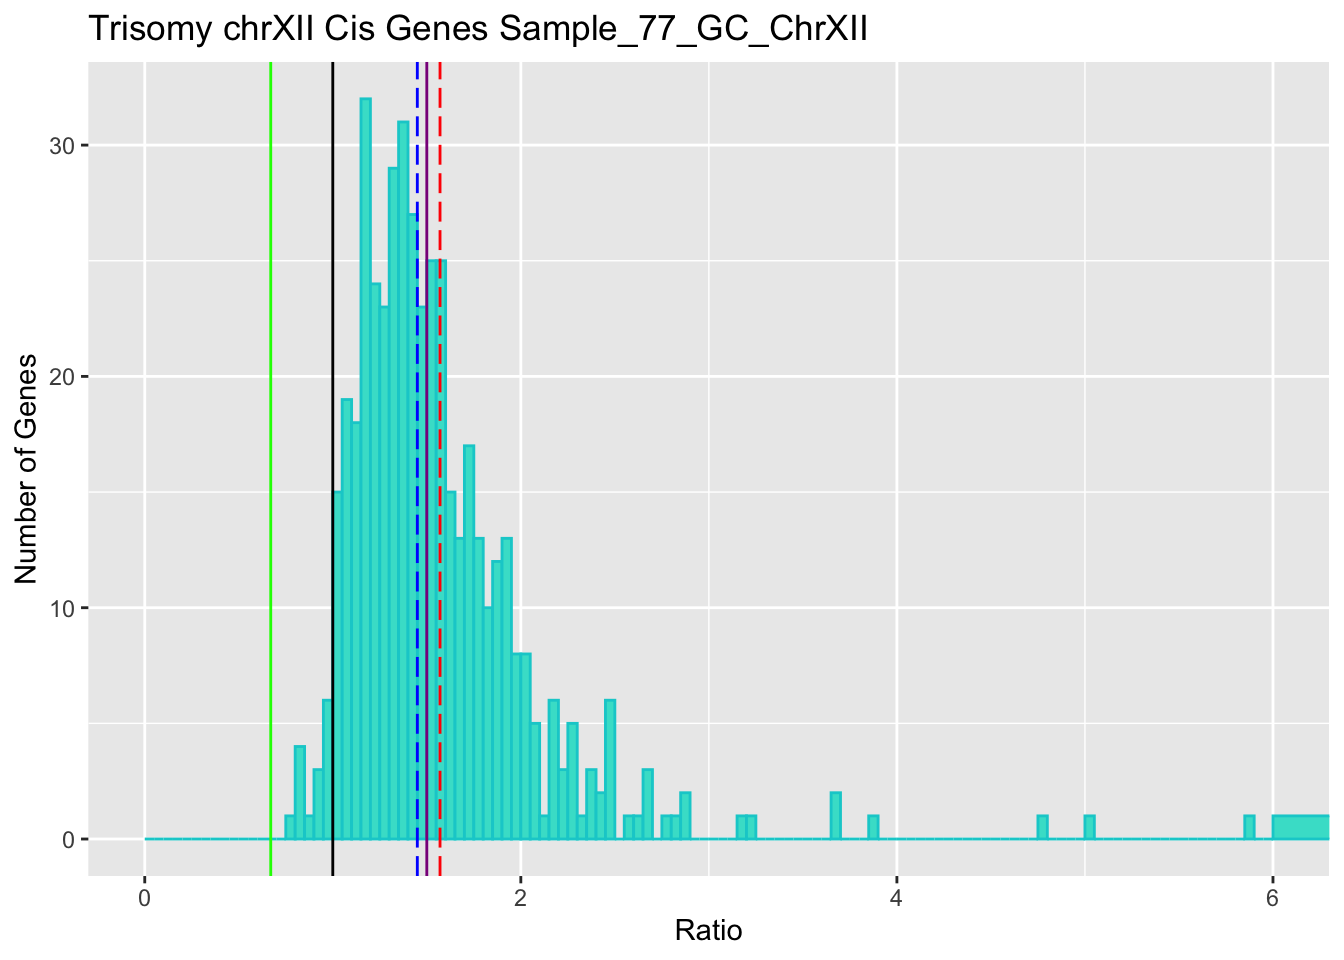 Trisomy chrXII Cis Genes Sample_77_GC_ChrXII
30
20
10
0
Number of Genes
0 2 4 6
Ratio